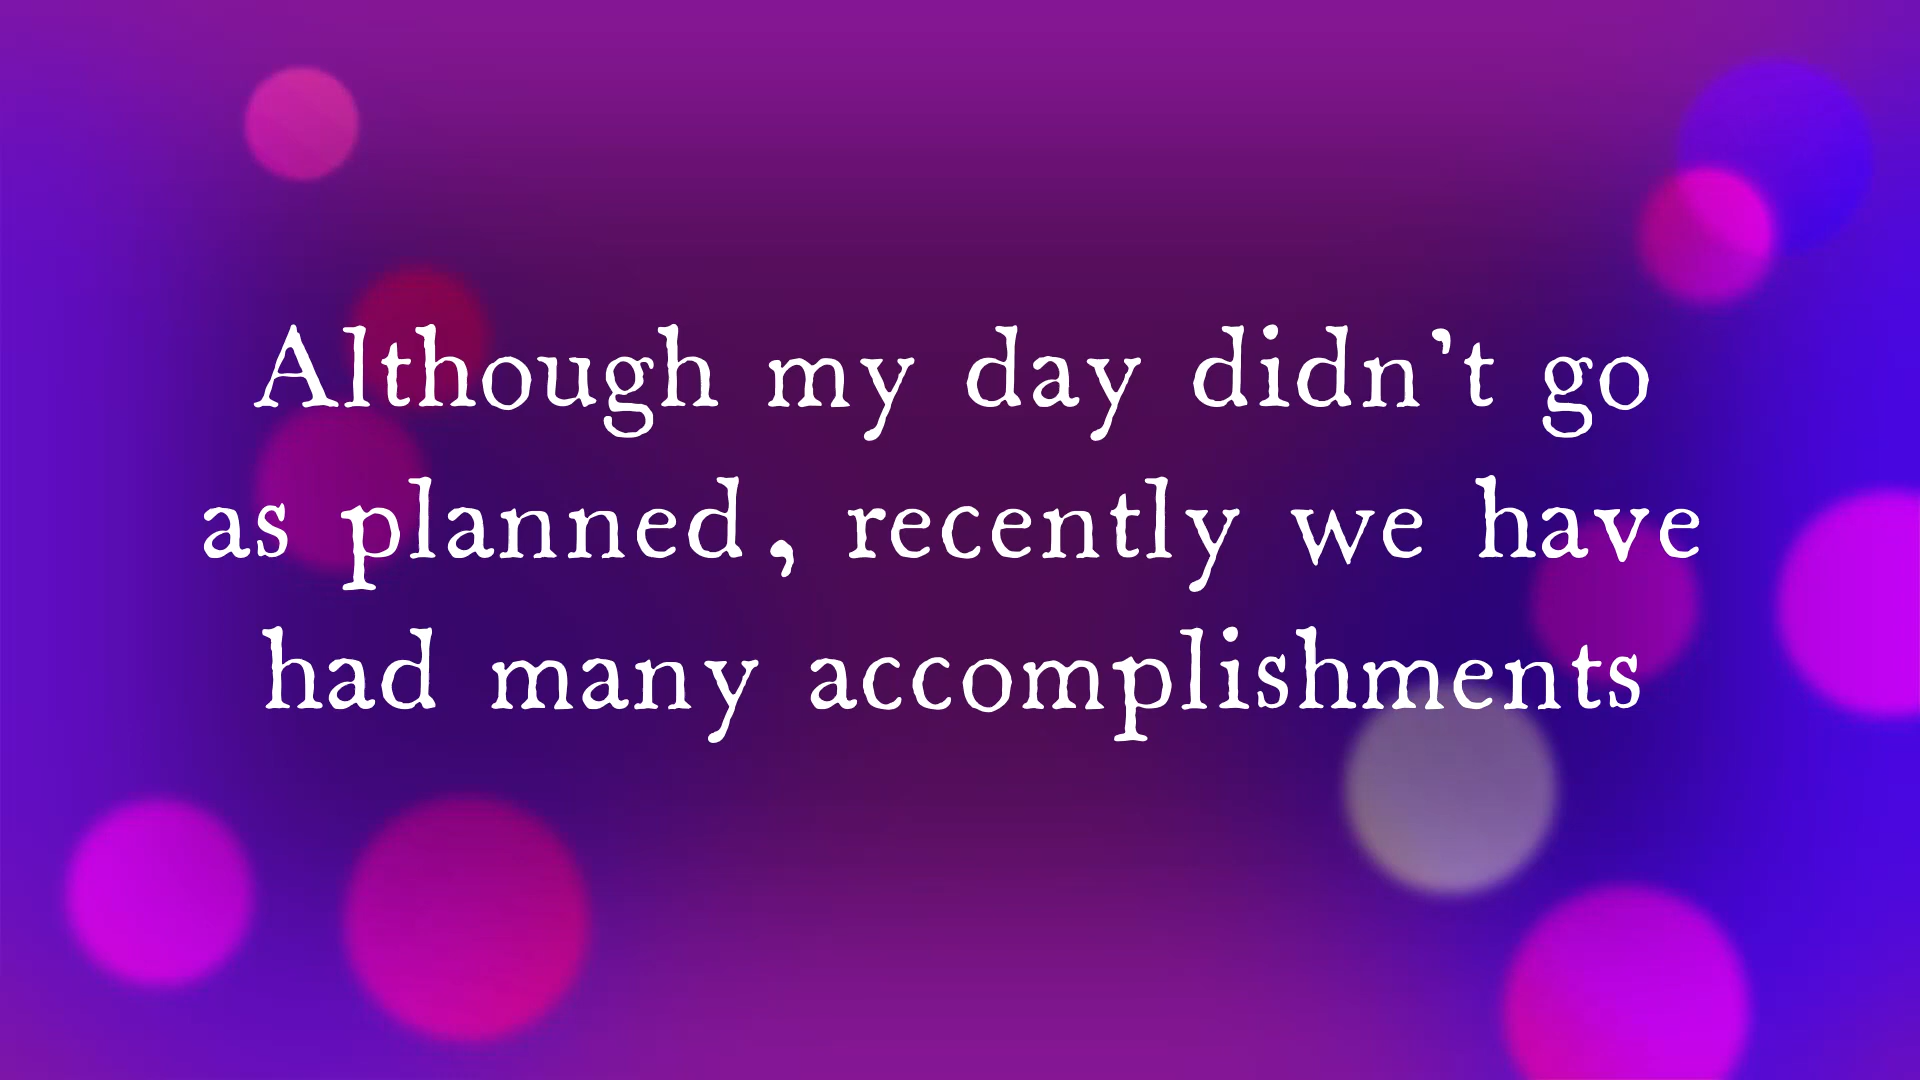 Although my day didn't go
as planned, recently we have
had many accomplishments